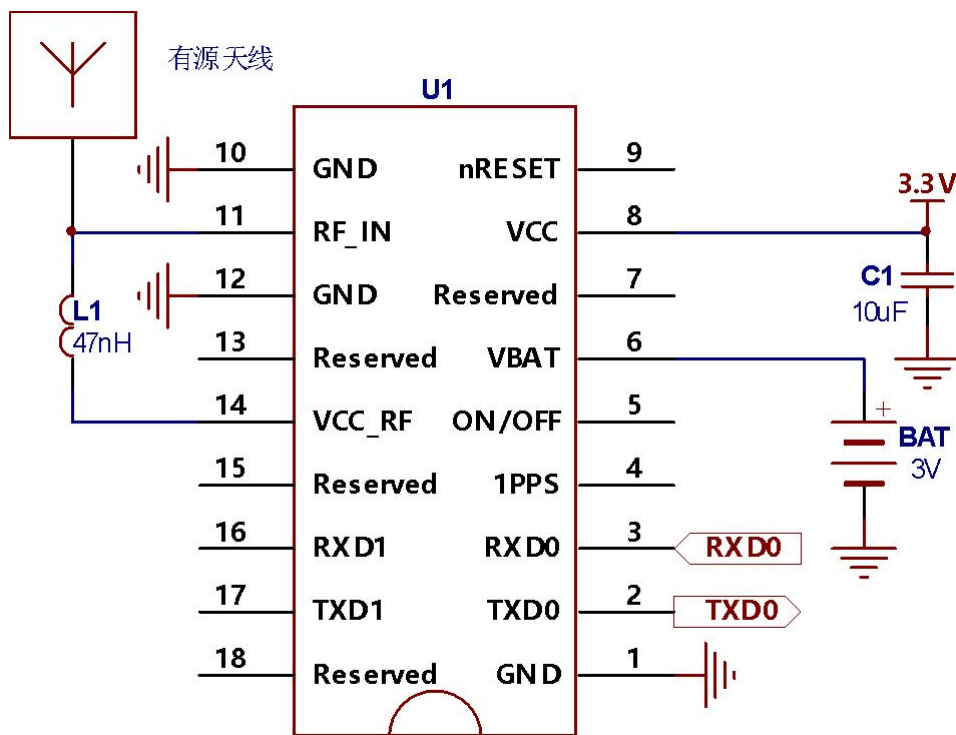 有源天线
U1
10 GND nRESET 9
3.3V
11 RF_IN VCC 8
12 GND Reserved 7
C1
10uF
L1
47nH
13 Reserved VBAT 6
14 VCC_RF ON/OFF 5
+
BAT
3V
15 Reserved 1PPS 4
16 RXD1 RXD0 3 RXD0
17 TXD1 TXD0 2 TXD0
18 Reserved GND 1